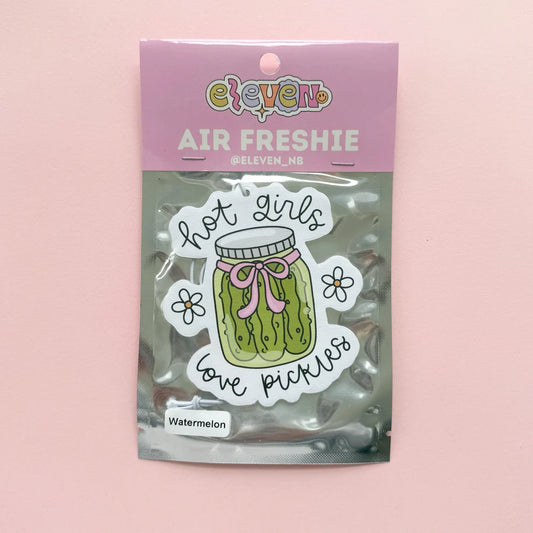 eleven
AIR FRESHIE
@ELEVEN_NB
hot girls
love pickles
Watermelon